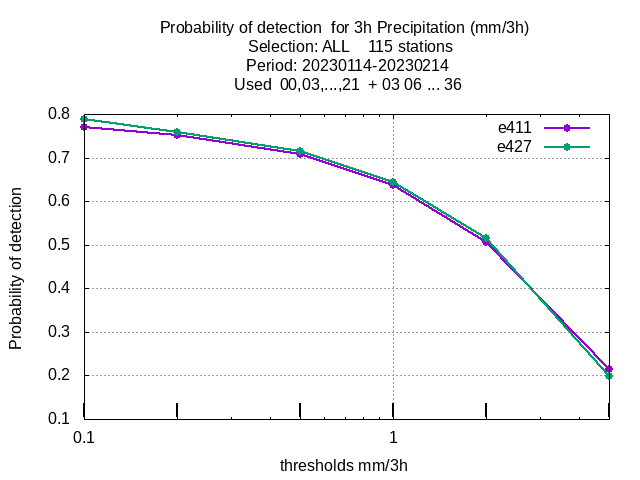 Probability of detection  for 3h Precipitation (mm/3h)
Selection: ALL    115 stations
Period: 20230114-20230214
Used  00,03,...,21  + 03 06 ... 36
e411
e427
0.8
0.7
0.6
0.5
0.4
0.3
0.2
0.1
Probability of detection
0.1
1
thresholds mm/3h